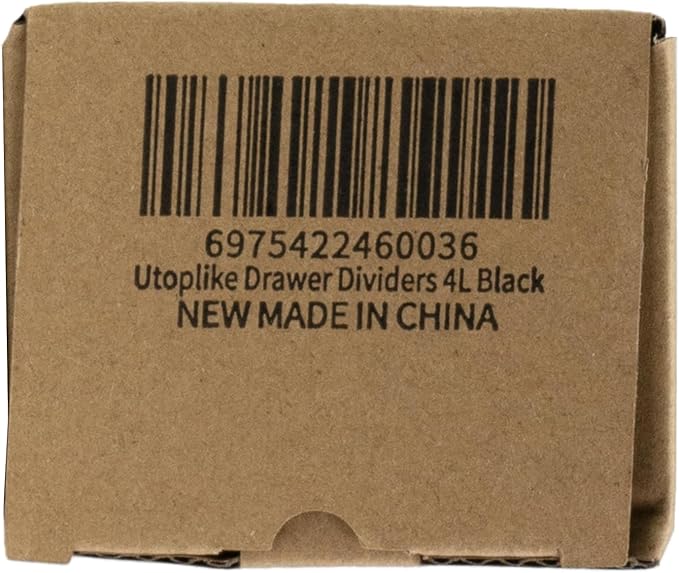 6975422460036
Utoplike Drawer Dividers 4L Black
NEW MADE IN CHINA